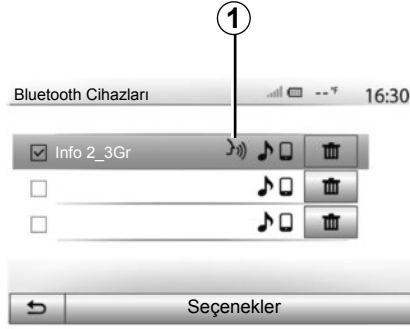 1
Bluetooth Cihazları --°F 16:30
Info 2_3Gr
Seçenekler